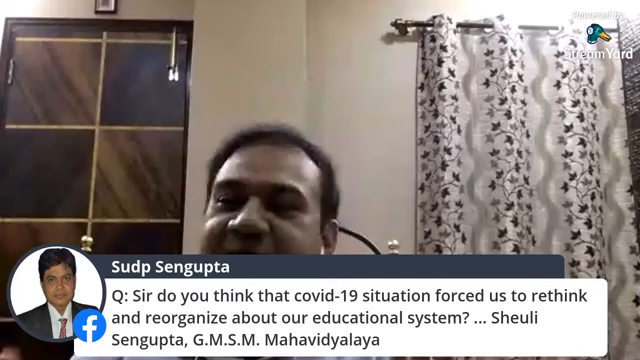 Powered by
StreamYard
Sudp Sengupta
Q: Sir do you think that covid-19 situation forced us to rethink
and reorganize about our educational system? ... Sheuli
Sengupta, G.M.S.M. Mahavidyalaya